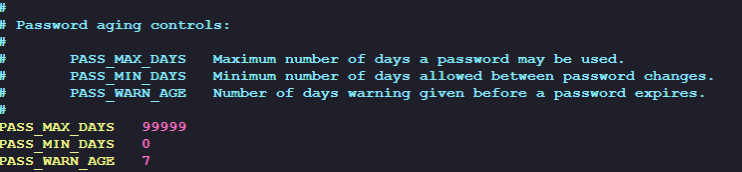 #
# Password aging controls:
#
#       PASS_MAX_DAYS   Maximum number of days a password may be used.
#       PASS_MIN_DAYS   Minimum number of days allowed between password changes.
#       PASS_WARN_AGE   Number of days warning given before a password expires.
#
PASS_MAX_DAYS   99999
PASS_MIN_DAYS   0
PASS_WARN_AGE   7